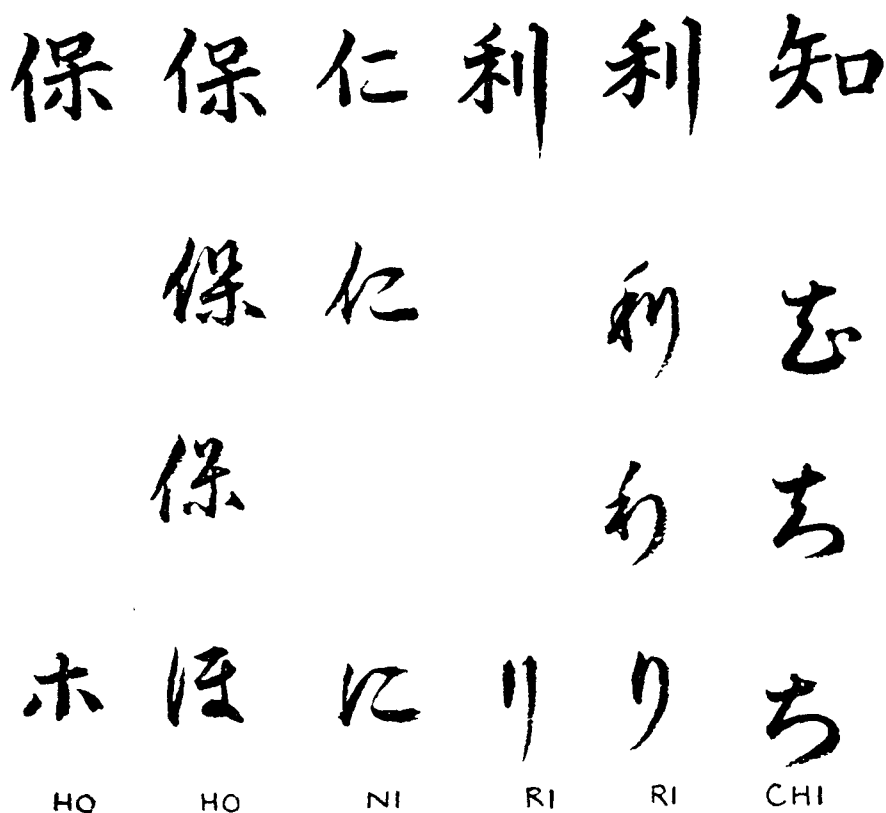 保 保 仁 利 利 知
保 仁 利 知
保 利 ち
ホ ほ に リ り ち
HO HO NI RI RI CHI